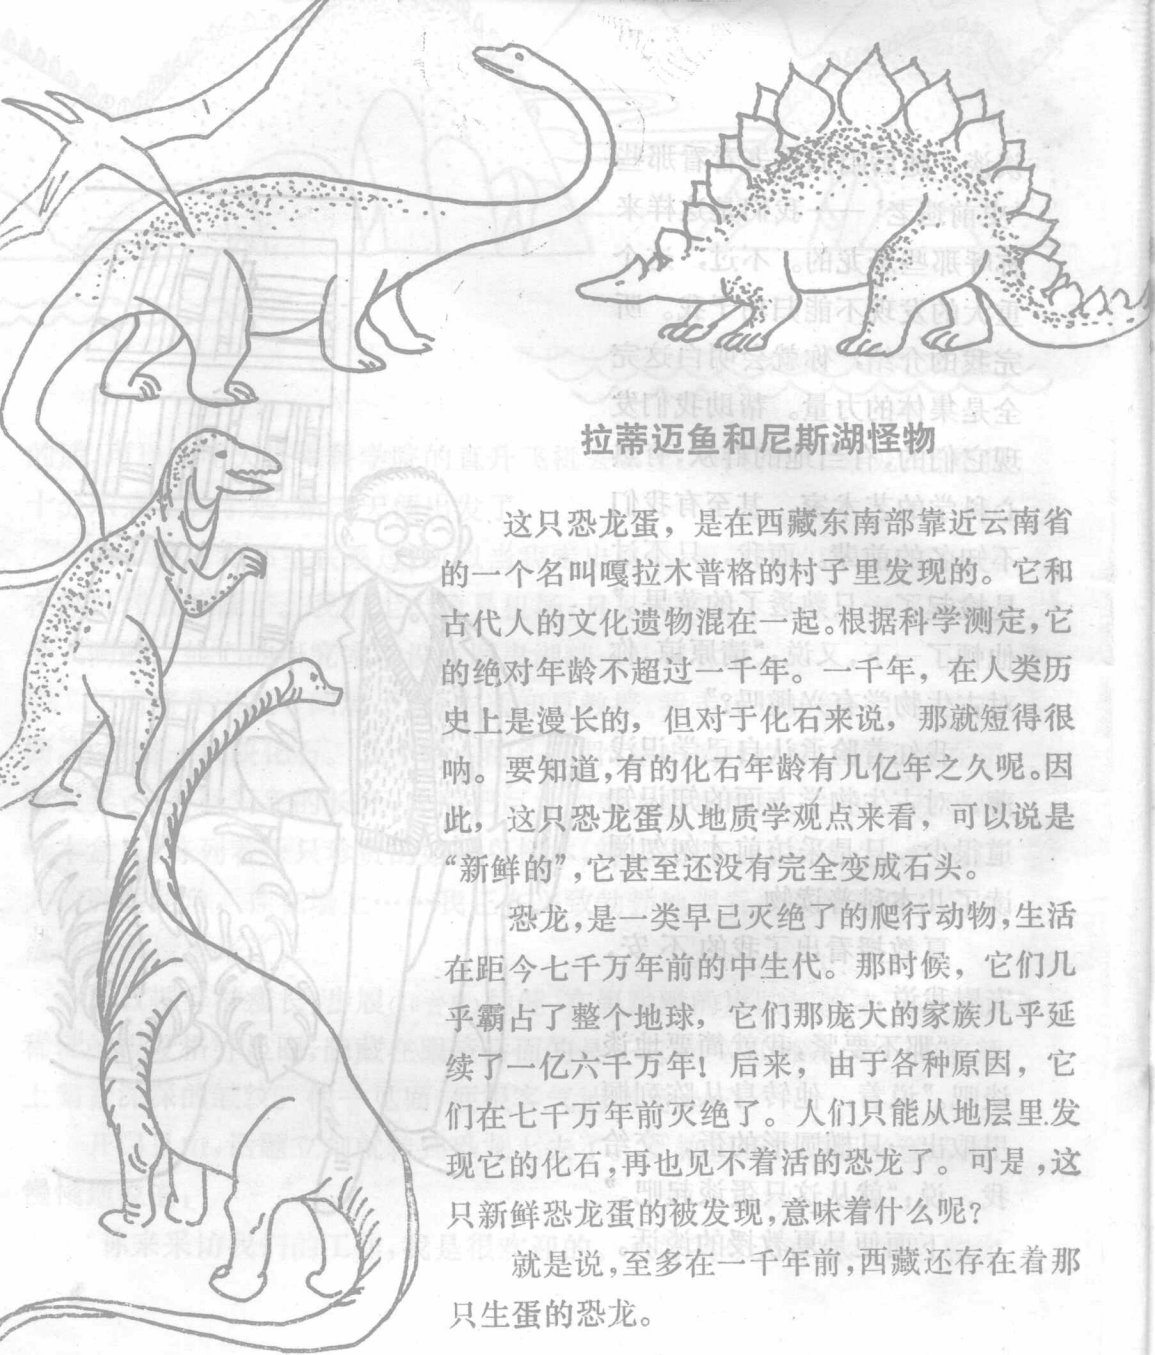 拉蒂迈鱼和尼斯湖怪物
这只恐龙蛋，是在西藏东南部靠近云南省
的一个名叫嘎拉木普格的村子里发现的。它和
古代人的文化遗物混在一起。根据科学测定，它
的绝对年龄不超过一千年。一千年，在人类历
史上是漫长的，但对于化石来说，那就短得很
呐。要知道，有的化石年龄有几亿年之久呢。因
此，这只恐龙蛋从地质学观点来看，可以说是
“新鲜的”，它甚至还没有完全变成石头。
恐龙，是一类早已灭绝了的爬行动物，生活
在距今七千万年前的中生代。那时候，它们几
乎霸占了整个地球，它们那庞大的家族几乎延
续了一亿六千万年！后来，由于各种原因，它
们在七千万年前灭绝了。人们只能从地层里发
现它的化石，再也见不着活的恐龙了。可是，这
只新鲜恐龙蛋的被发现，意味着什么呢？
就是说，至多在一千年前，西藏还存在着那
只生蛋的恐龙。